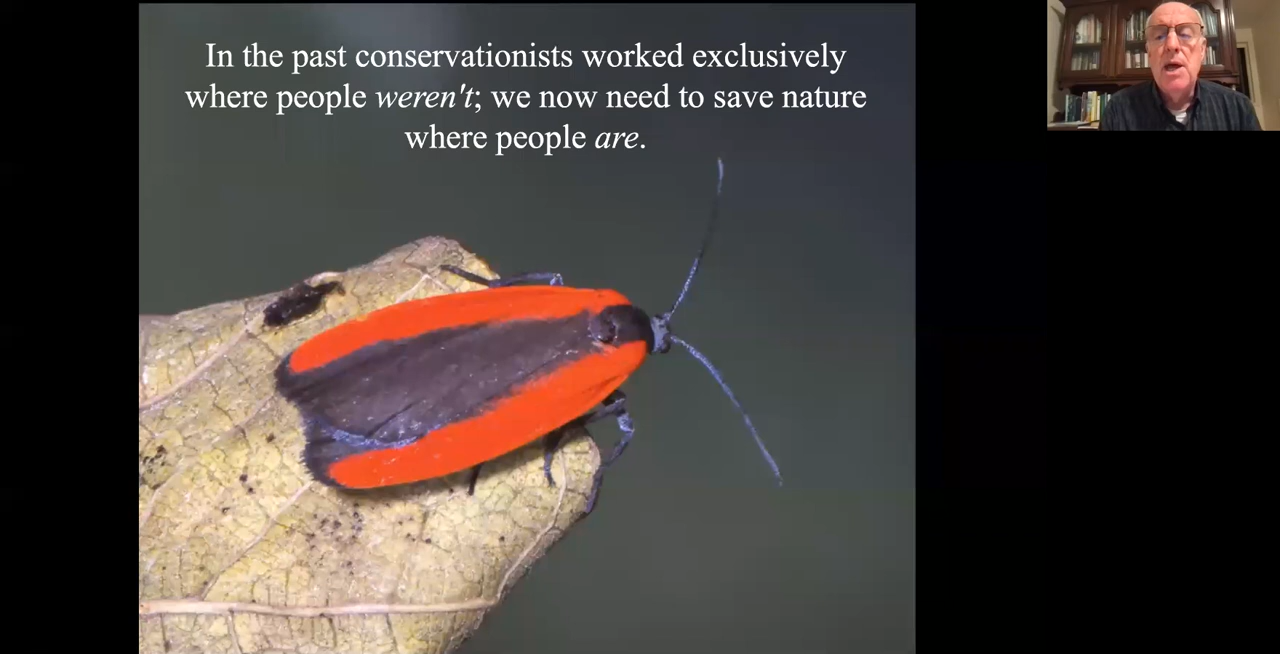 In the past conservationists worked exclusively
where people weren't; we now need to save nature
where people are.